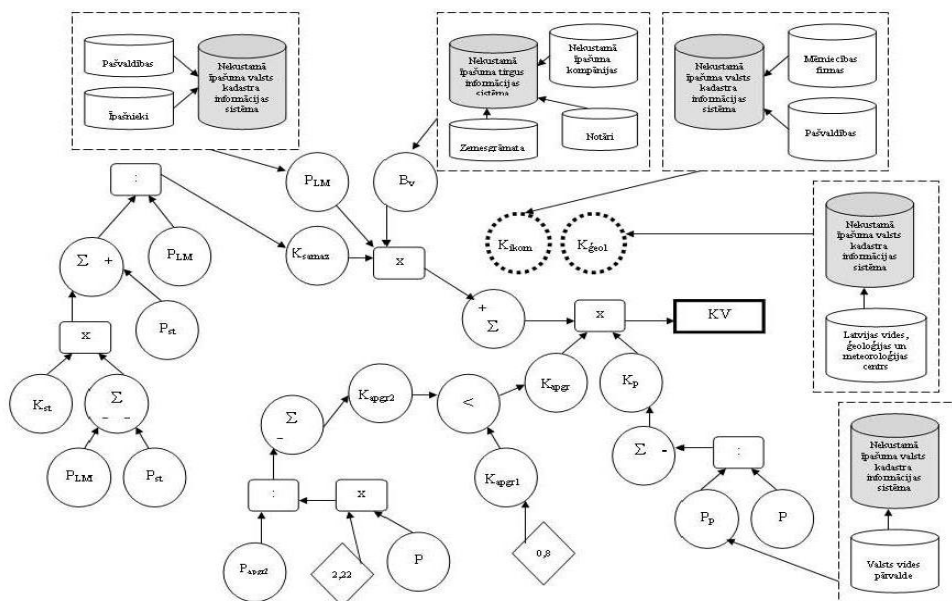 Pašvaldības
Īpašnieki
Nekustamā
īpašuma valsts
kadastra
informācijas
sistēma
Nekustamā
īpašuma tirgus
informācijas
sistēma
Nekustamā
īpašuma
kompānijas
Zemesgrāmata
Notāri
Nekustamā
īpašuma valsts
kadastra
informācijas
sistēma
Mērniecības
firmas
Pašvaldības
:
P_LM
B_v
Σ +
P_LM
K_samaz
x
K_ikom
K_ģeol
Nekustamā
īpašuma valsts
kadastra
informācijas
sistēma
Latvijas vides,
ģeoloģijas un
meteoroloģijas
centrs
P_st
x
+
Σ
x
KV
K_st
Σ
- -
P_LM
P_st
Σ
-
K_apgr2
<
K_apgr
K_p
Σ -
:
K_apgr1
P_p
P
:
x
P_apgr2
2,22
P
0,8
Nekustamā
īpašuma valsts
kadastra
informācijas
sistēma
Valsts vides
pārvalde